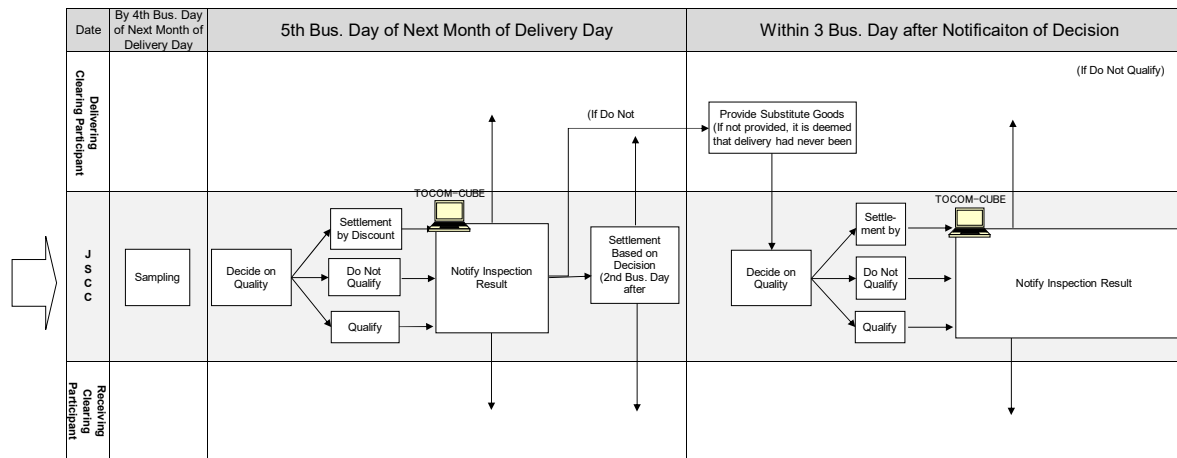 Date
By 4th Bus. Day
of Next Month of
Delivery Day
5th Bus. Day of Next Month of Delivery Day
Within 3 Bus. Day after Notificaiton of Decision
Delivering
Clearing Participant
(If Do Not
(If Do Not Qualify)
Provide Substitute Goods
(If not provided, it is deemed
that delivery had never been
J
S
C
C
Sampling
Decide on
Quality
Settlement
by Discount
Do Not
Qualify
Qualify
TOCOM-CUBE
Notify Inspection
Result
Settlement
Based on
Decision
(2nd Bus. Day
after
Decide on
Quality
Settle-
ment by
Do Not
Qualify
Qualify
TOCOM-CUBE
Notify Inspection Result
Receiving
Clearing
Participant